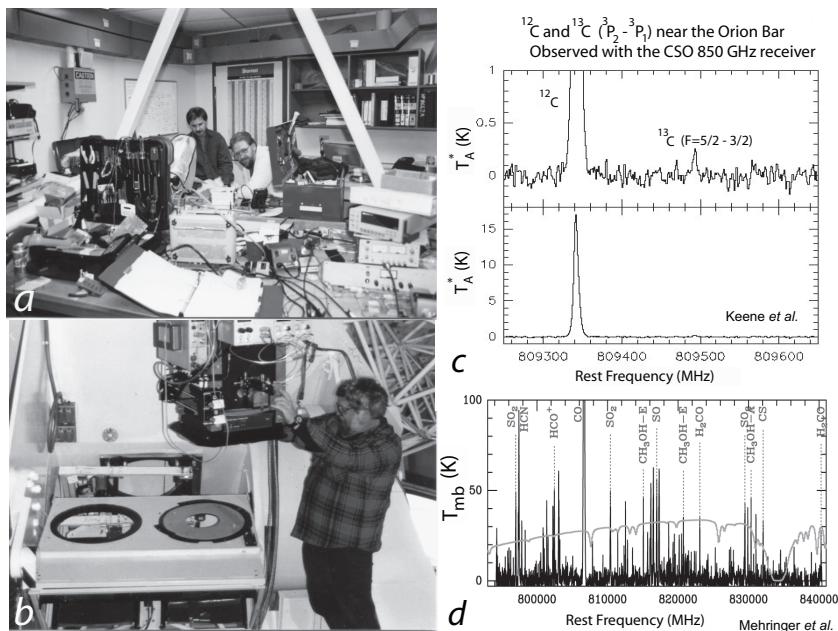 a
CAUTION
b
¹²C and ¹³C (³P₂ - ³P₁) near the Orion Bar
Observed with the CSO 850 GHz receiver
1
0.5
0
T*A (K)
¹²C
¹³C (F=5/2 - 3/2)
15
10
5
0
T*A (K)
Keene et al.
809300 809400 809500 809600
Rest Frequency (MHz)
c
100
50
0
Tmb (K)
SO₂
HCN
HCO⁺
CO
SO₂
CH₃OH-E
SO
CH₃OH-E
H₂CO
SO₂
CH₃OH-A
CS
H₂CO
800000 810000 820000 830000 840000
Rest Frequency (MHz)
d
Mehringer et al.